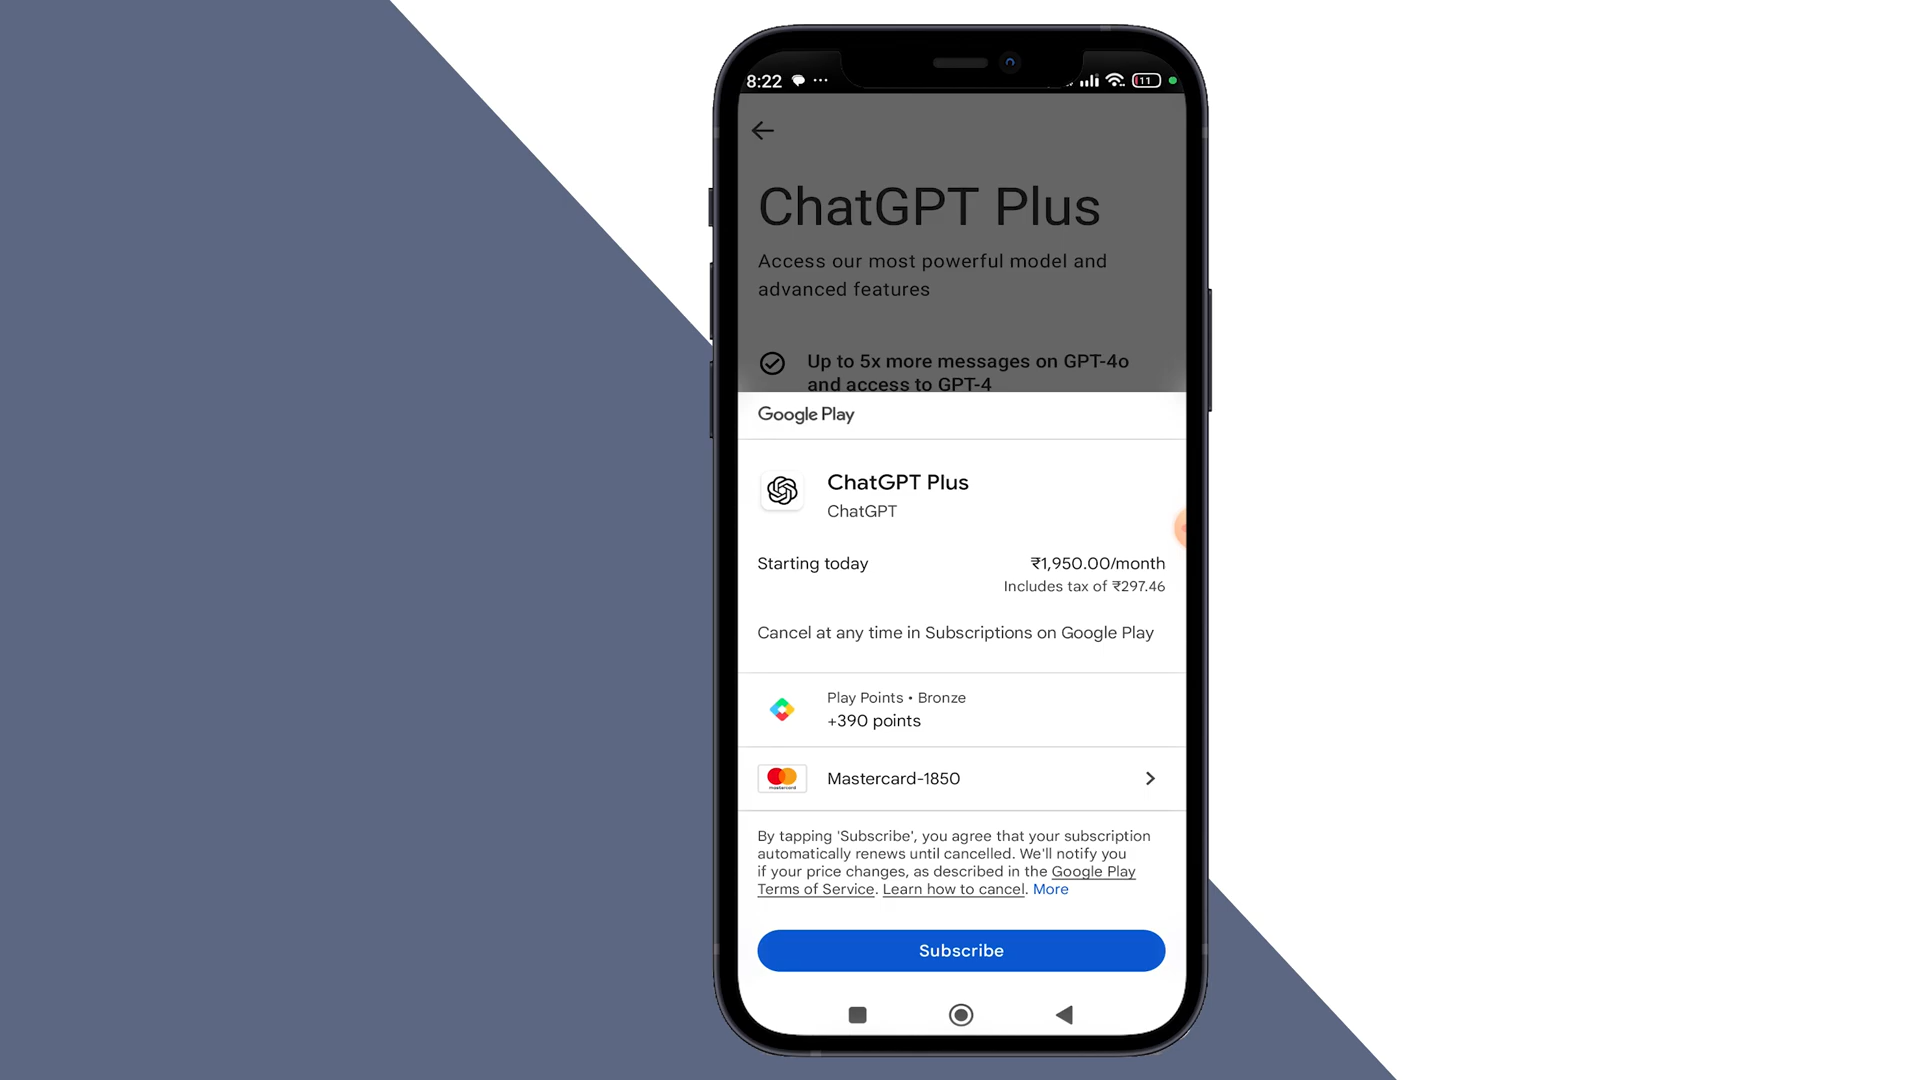 8:22 ... 11
ChatGPT Plus
Access our most powerful model and
advanced features
Up to 5x more messages on GPT-4o
and access to GPT-4
Google Play
ChatGPT Plus
ChatGPT
Starting today ₹1,950.00/month
Includes tax of ₹297.46
Cancel at any time in Subscriptions on Google Play
Play Points • Bronze
+390 points
mastercard
Mastercard-1850
By tapping 'Subscribe', you agree that your subscription
automatically renews until cancelled. We'll notify you
if your price changes, as described in the Google Play
Terms of Service. Learn how to cancel. More
Subscribe